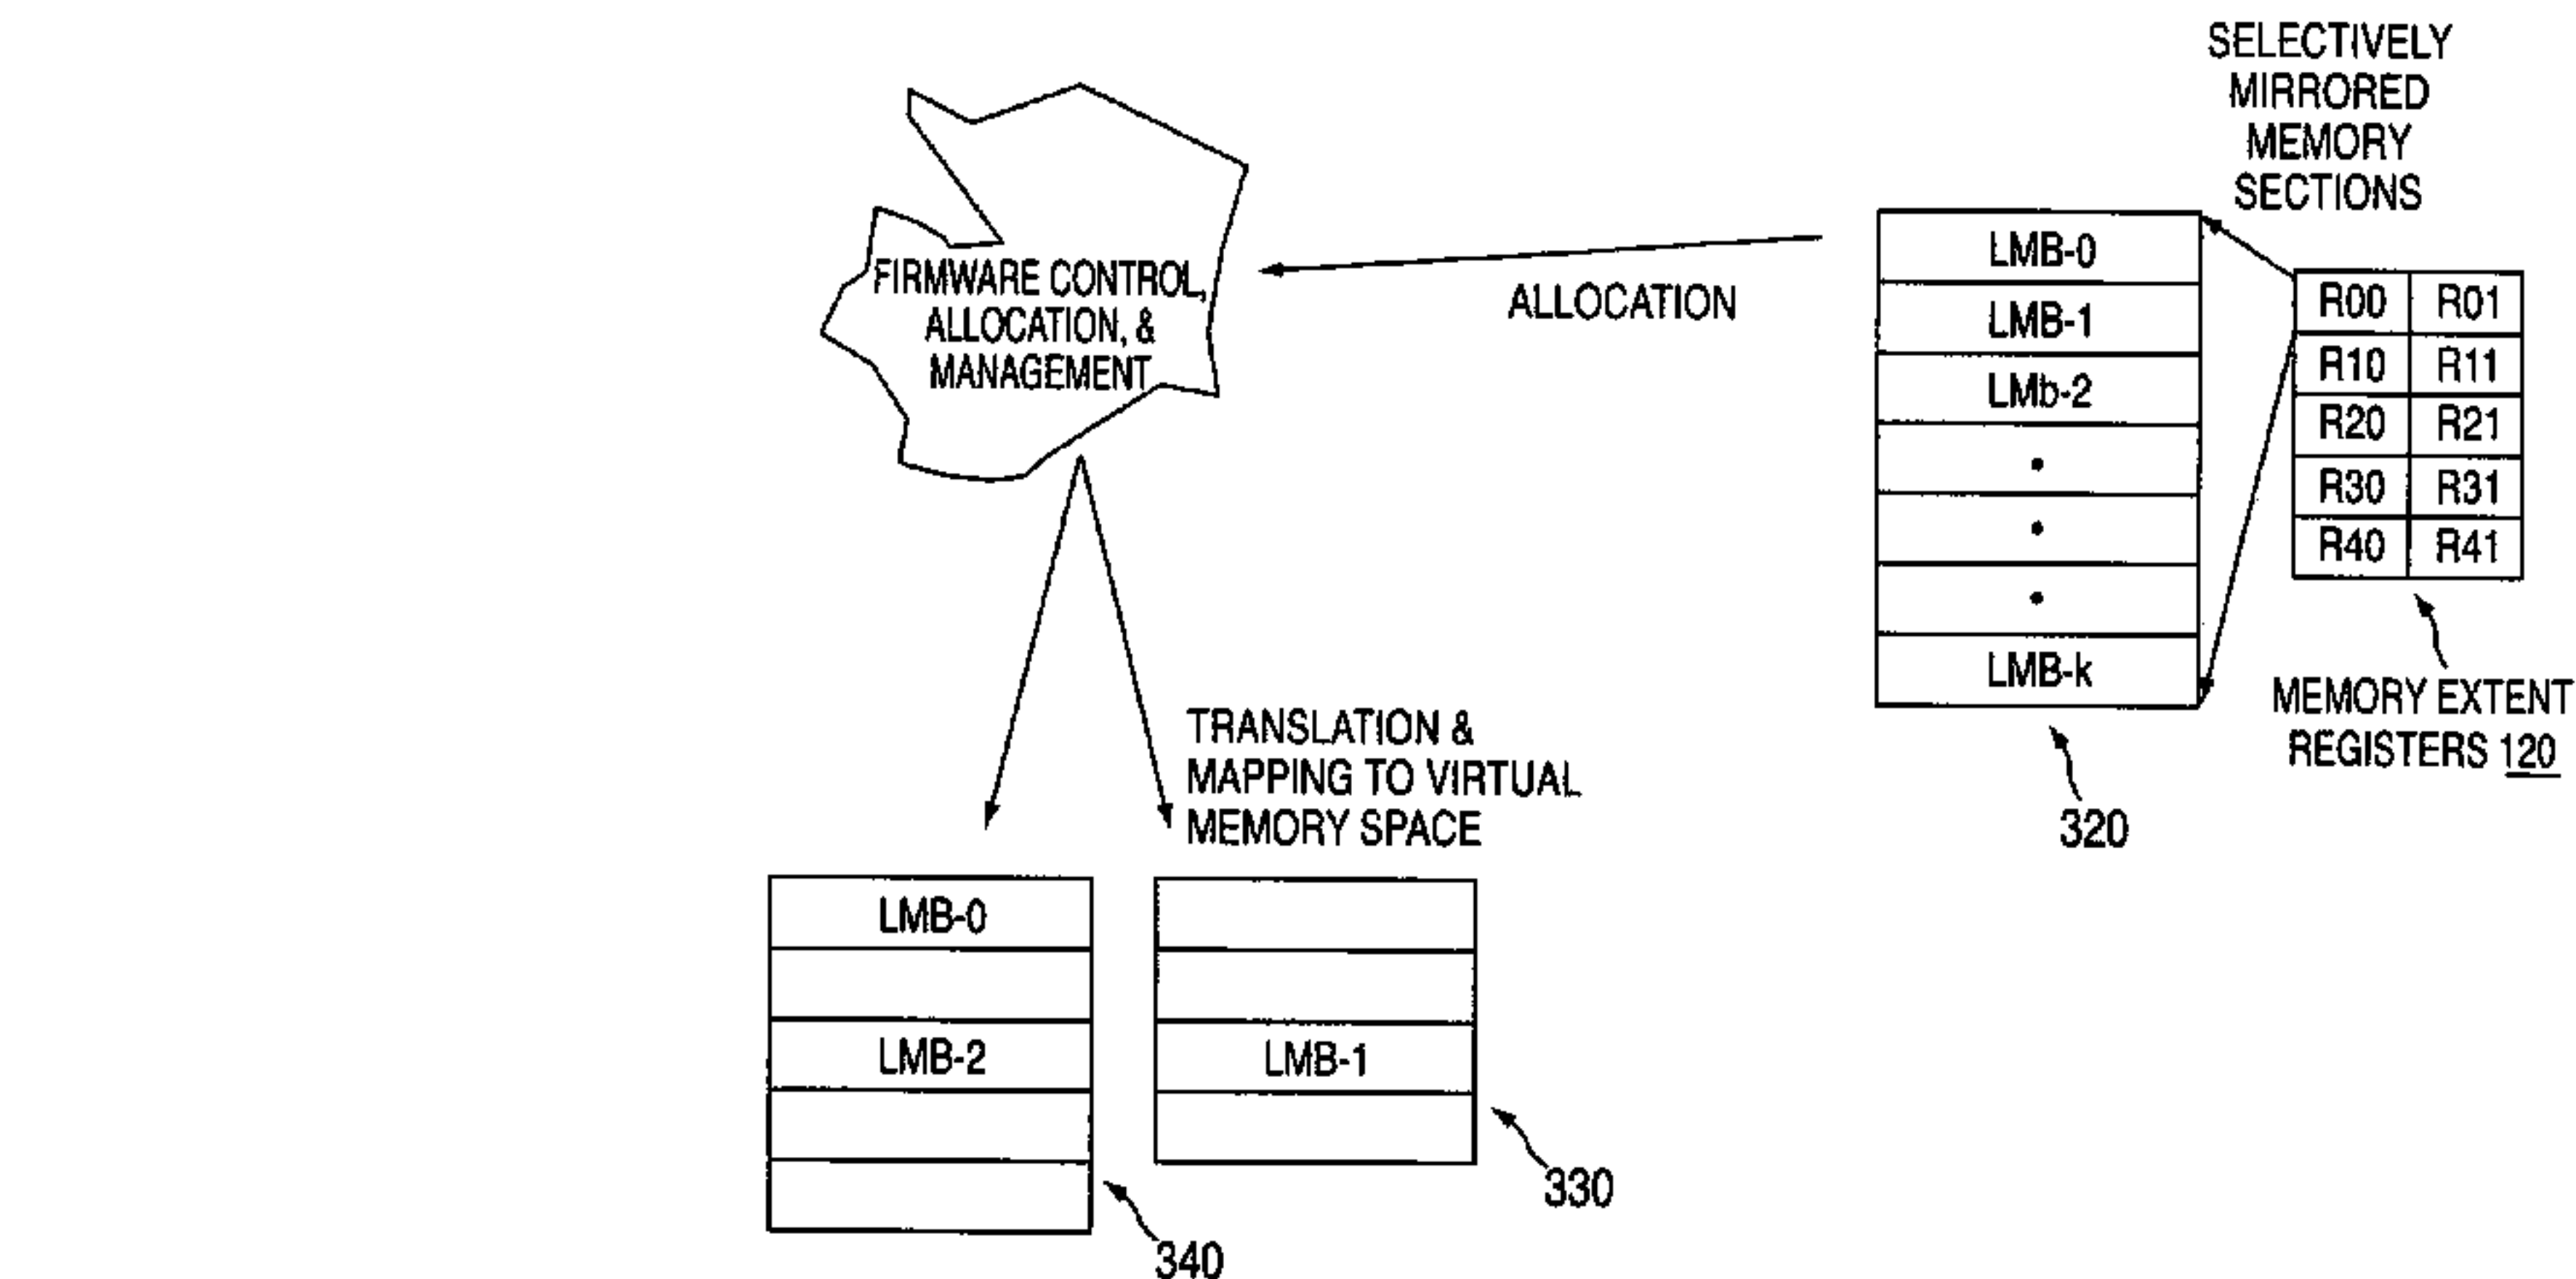 SELECTIVELY
MIRRORED
MEMORY
SECTIONS
FIRMWARE CONTROL,
ALLOCATION, &
MANAGEMENT
ALLOCATION
LMB-0
LMB-1
LMb-2
LMB-k
320
R00 R01
R10 R11
R20 R21
R30 R31
R40 R41
MEMORY EXTENT
REGISTERS 120
TRANSLATION &
MAPPING TO VIRTUAL
MEMORY SPACE
LMB-0
LMB-2
340
LMB-1
330